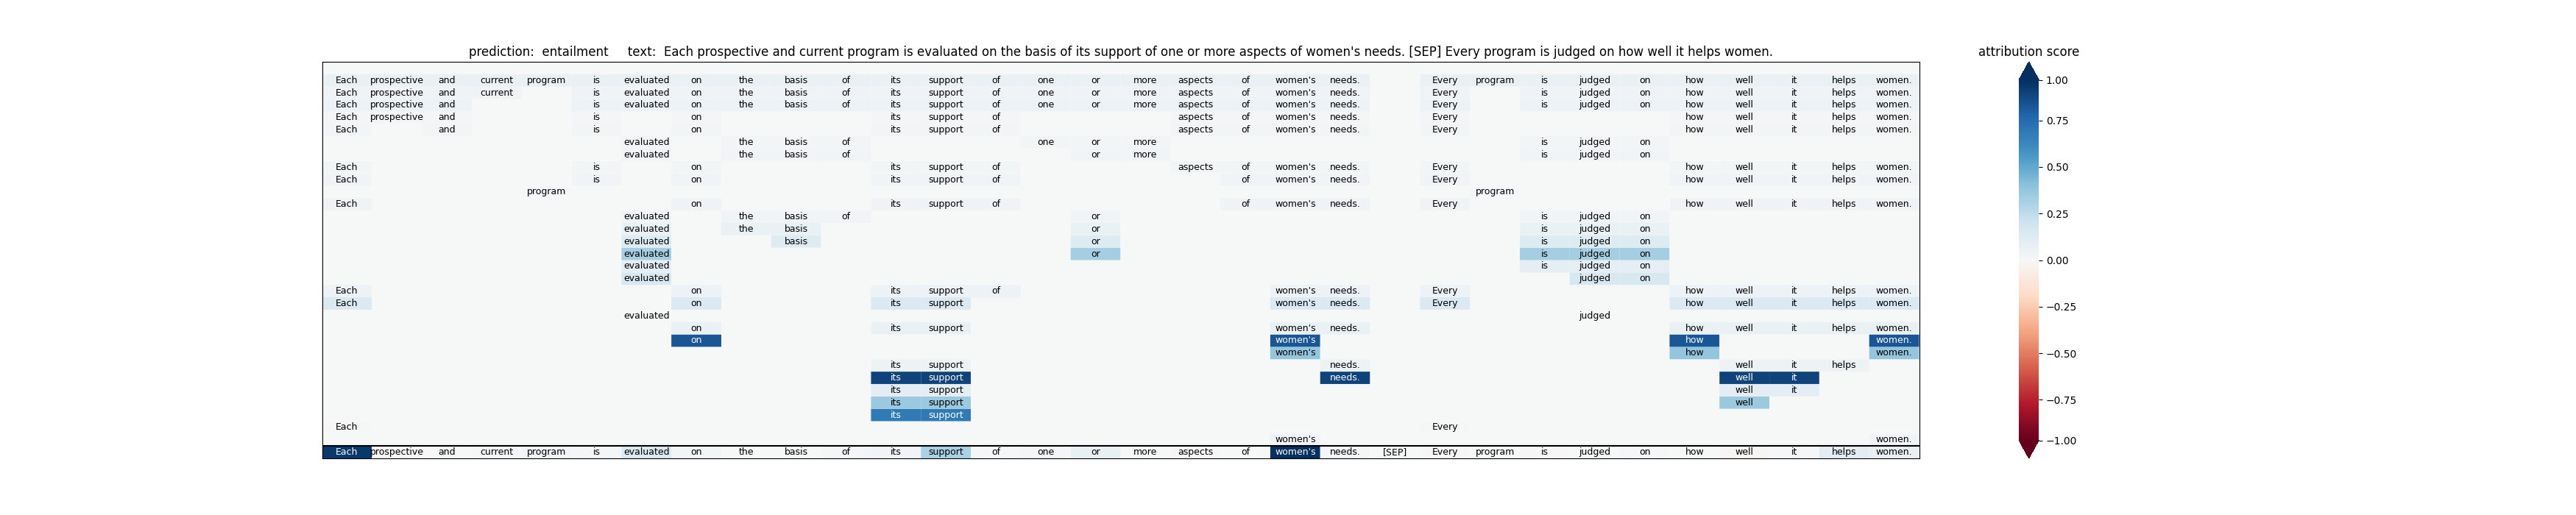 prediction: entailment text: Each prospective and current program is evaluated on the basis of its support of one or more aspects of women's needs. [SEP] Every program is judged on how well it helps women.
attribution score
Each prospective and current program is evaluated on the basis of its support of one or more aspects of women's needs. Every program is judged on how well it helps women.
Each prospective and current is evaluated on the basis of its support of one or more aspects of women's needs. Every is judged on how well it helps women.
Each prospective and is evaluated on the basis of its support of one or more aspects of women's needs. Every is judged on how well it helps women.
Each prospective and is on its support of aspects of women's needs. Every how well it helps women.
Each and is on its support of aspects of women's needs. Every how well it helps women.
evaluated the basis of one or more is judged on
evaluated the basis of or more is judged on
Each is on its support of aspects of women's needs. Every how well it helps women.
Each is on its support of of women's needs. Every how well it helps women.
program program
Each on its support of of women's needs. Every how well it helps women.
evaluated the basis of or is judged on
evaluated the basis or is judged on
evaluated basis or is judged on
evaluated or is judged on
evaluated is judged on
evaluated judged on
Each on its support of women's needs. Every how well it helps women.
Each on its support women's needs. Every how well it helps women.
evaluated judged
on its support women's needs. how well it helps women.
on women's how women.
women's how women.
its support needs. well it helps
its support needs. well it
its support well it
its support well
its support
Each Every
women's women.
Each prospective and current program is evaluated on the basis of its support of one or more aspects of women's needs. [SEP] Every program is judged on how well it helps women.
1.00
0.75
0.50
0.25
0.00
−0.25
−0.50
−0.75
−1.00